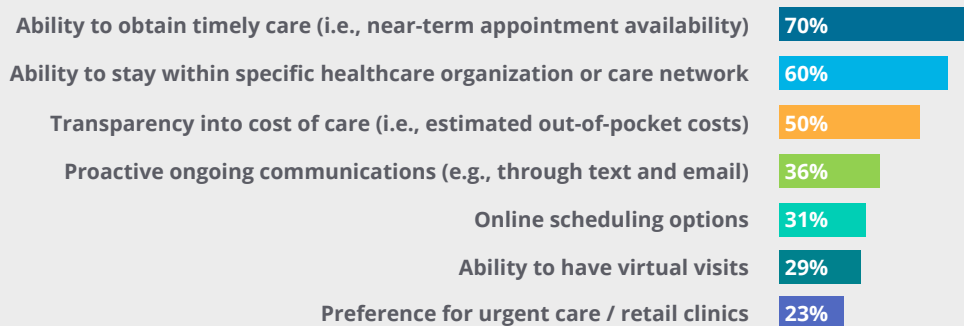 Ability to obtain timely care (i.e., near-term appointment availability) 70%
Ability to stay within specific healthcare organization or care network 60%
Transparency into cost of care (i.e., estimated out-of-pocket costs) 50%
Proactive ongoing communications (e.g., through text and email) 36%
Online scheduling options 31%
Ability to have virtual visits 29%
Preference for urgent care / retail clinics 23%